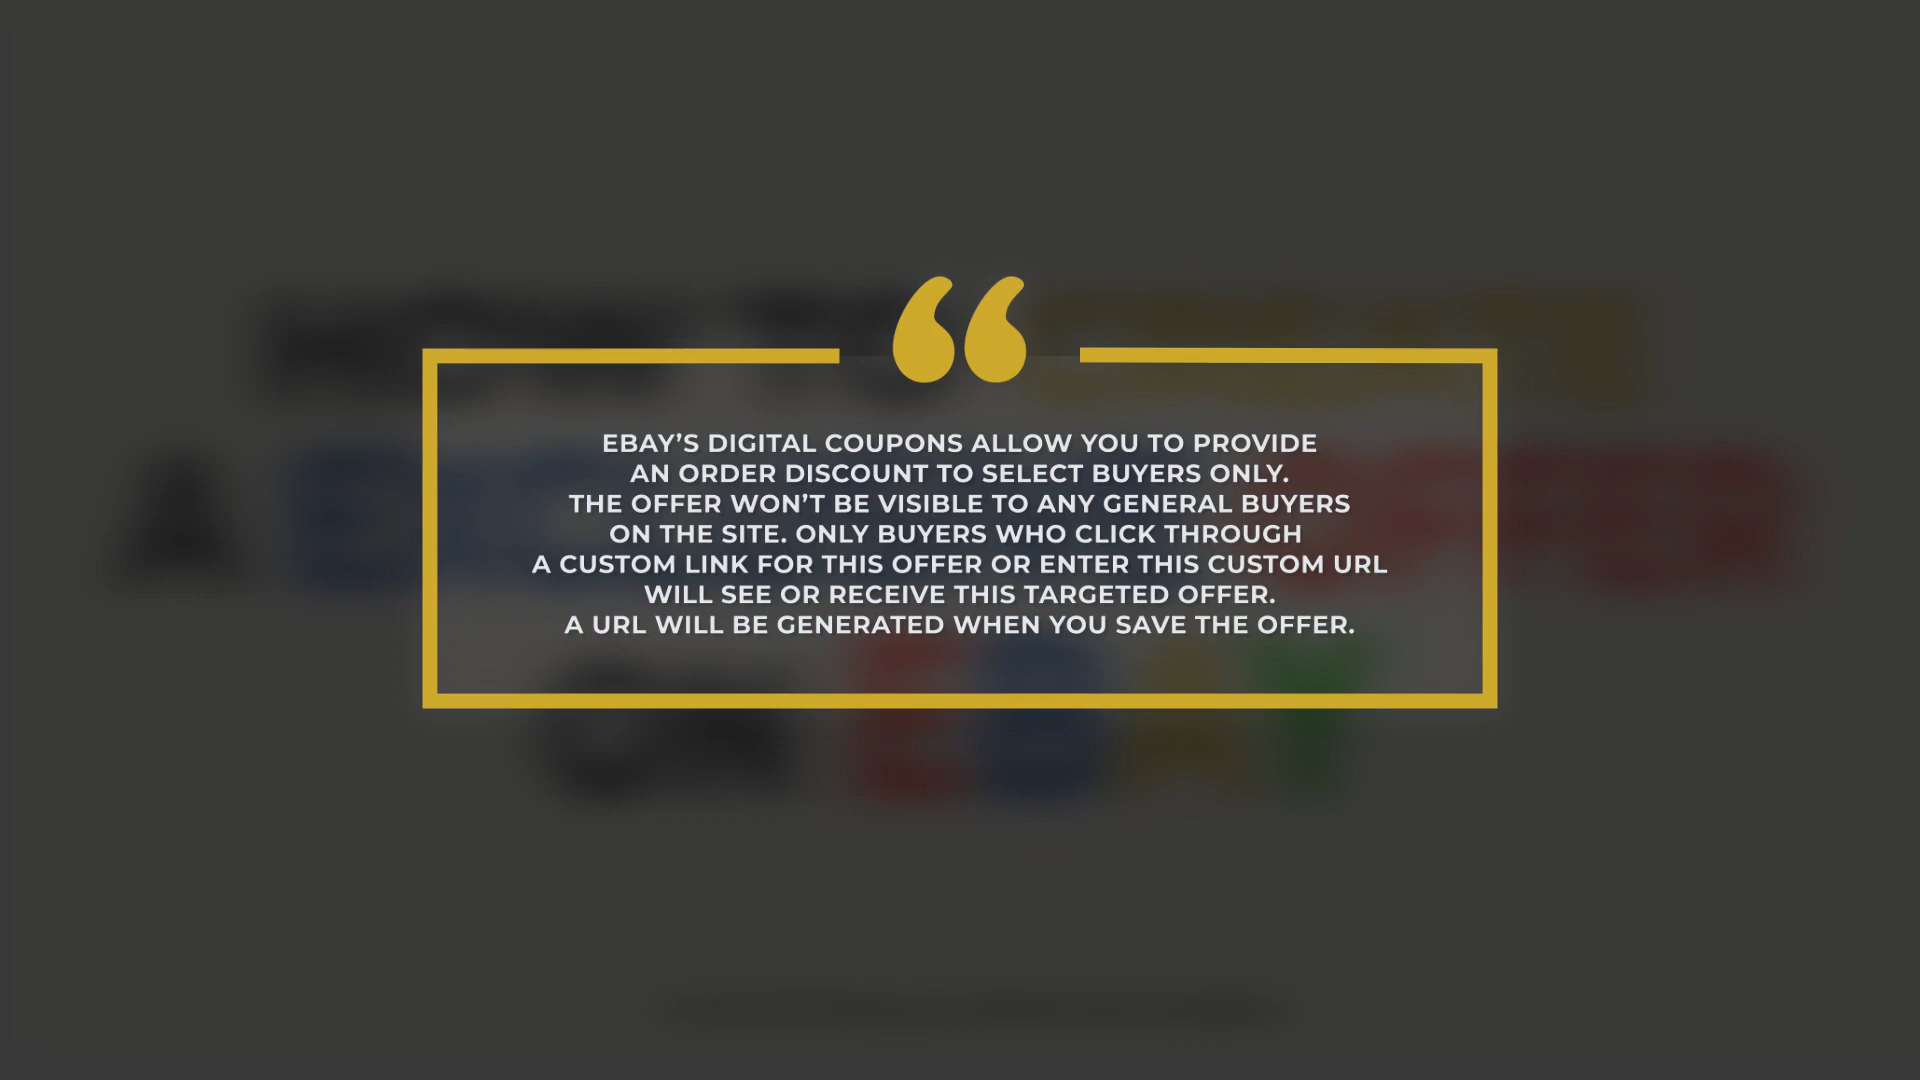 EBAY’S DIGITAL COUPONS ALLOW YOU TO PROVIDE
AN ORDER DISCOUNT TO SELECT BUYERS ONLY.
THE OFFER WON’T BE VISIBLE TO ANY GENERAL BUYERS
ON THE SITE. ONLY BUYERS WHO CLICK THROUGH
A CUSTOM LINK FOR THIS OFFER OR ENTER THIS CUSTOM URL
WILL SEE OR RECEIVE THIS TARGETED OFFER.
A URL WILL BE GENERATED WHEN YOU SAVE THE OFFER.